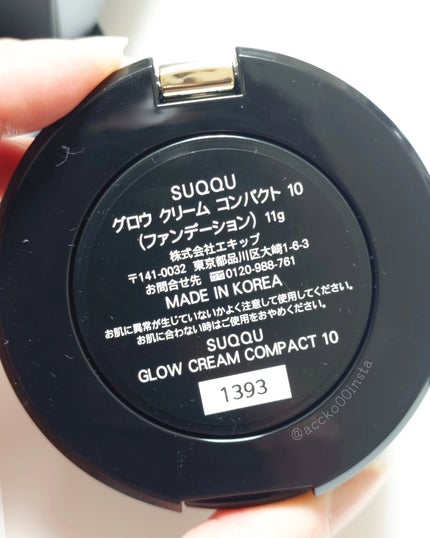 SUQQU
グロウ クリーム コンパクト 10
(ファンデーション) 11g
株式会社エキップ
〒141-0032 東京都品川区大崎1-6-3
お問合せ先 0120-988-761
MADE IN KOREA
お肌に異常が生じていないかよく注意して使用してください。
お肌に合わない時はご使用をおやめください。
SUQQU
GLOW CREAM COMPACT 10
1393
@accko00insta